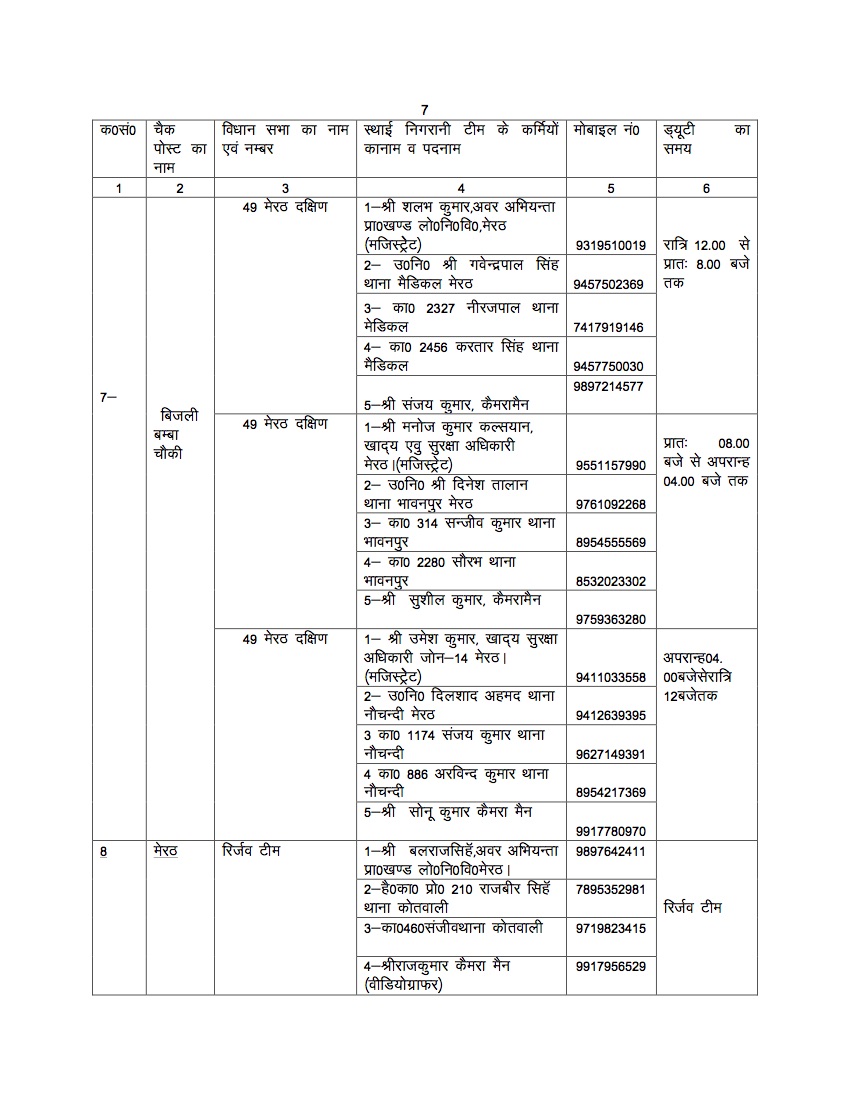 7
क0सं0 चैक पोस्ट का नाम विधान सभा का नाम एवं नम्बर स्थाई निगरानी टीम के कर्मियों कानाम व पदनाम मोबाइल नं0 ड्यूटी का समय
1 2 3 4 5 6
7–
बिजली
बम्बा
चौकी
49 मेरठ दक्षिण
1–श्री शलभ कुमार,अवर अभियन्ता
प्रा0खण्ड लो0नि0वि0,मेरठ
(मजिस्ट्रेट) 9319510019
रात्रि 12.00 से
प्रातः 8.00 बजे
तक
2– उ0नि0 श्री गवेन्द्रपाल सिंह
थाना मैडिकल मेरठ 9457502369
3– का0 2327 नीरजपाल थाना
मेडिकल 7417919146
4– का0 2456 करतार सिंह थाना
मैडिकल 9457750030
9897214577
5–श्री संजय कुमार, कैमरामैन
49 मेरठ दक्षिण
1–श्री मनोज कुमार कल्सयान,
खाद्य एवु सुरक्षा अधिकारी
मेरठ।(मजिस्ट्रेट) 9551157990
प्रातः 08.00
बजे से अपरान्ह
04.00 बजे तक
2– उ0नि0 श्री दिनेश तालान
थाना भावनपुर मेरठ 9761092268
3– का0 314 सन्जीव कुमार थाना
भावनपुर 8954555569
4– का0 2280 सौरभ थाना
भावनपुर 8532023302
5–श्री सुशील कुमार, कैमरामैन
9759363280
49 मेरठ दक्षिण
1– श्री उमेश कुमार, खाद्य सुरक्षा
अधिकारी जोन–14 मेरठ।
(मजिस्ट्रेट) 9411033558
अपरान्ह04.
00बजेसेरात्रि
12बजेतक
2– उ0नि0 दिलशाद अहमद थाना
नौचन्दी मेरठ 9412639395
3 का0 1174 संजय कुमार थाना
नौचन्दी 9627149391
4 का0 886 अरविन्द कुमार थाना
नौचन्दी 8954217369
5–श्री सोनू कुमार कैमरा मैन
9917780970
8 मेरठ रिर्जव टीम
1–श्री बलराजसिहॅ,अवर अभियन्ता 9897642411
प्रा0खण्ड लो0नि0वि0मेरठ।
2–है0का0 प्रो0 210 राजबीर सिहॅ 7895352981
थाना कोतवाली
रिर्जव टीम
3–का0460संजीवथाना कोतवाली 9719823415
4–श्रीराजकुमार कैमरा मैन 9917956529
(वीडियोग्राफर)